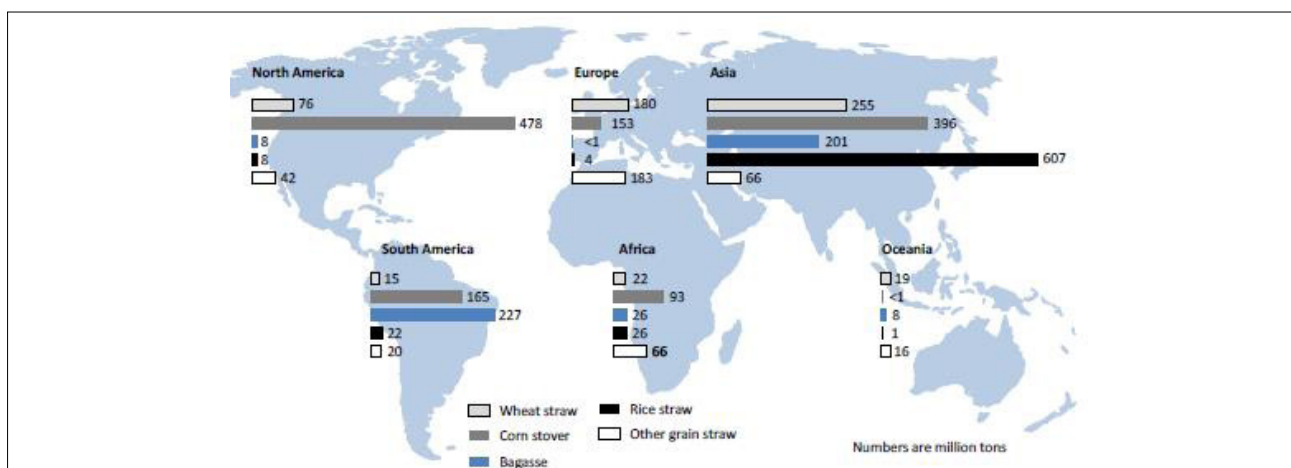 North America
76
478
8
8
42
Europe
180
153
<1
4
183
Asia
255
396
201
607
66
South America
15
165
227
22
20
Africa
22
93
26
26
66
Oceania
19
<1
8
1
16
Wheat straw
Corn stover
Bagasse
Rice straw
Other grain straw
Numbers are million tons